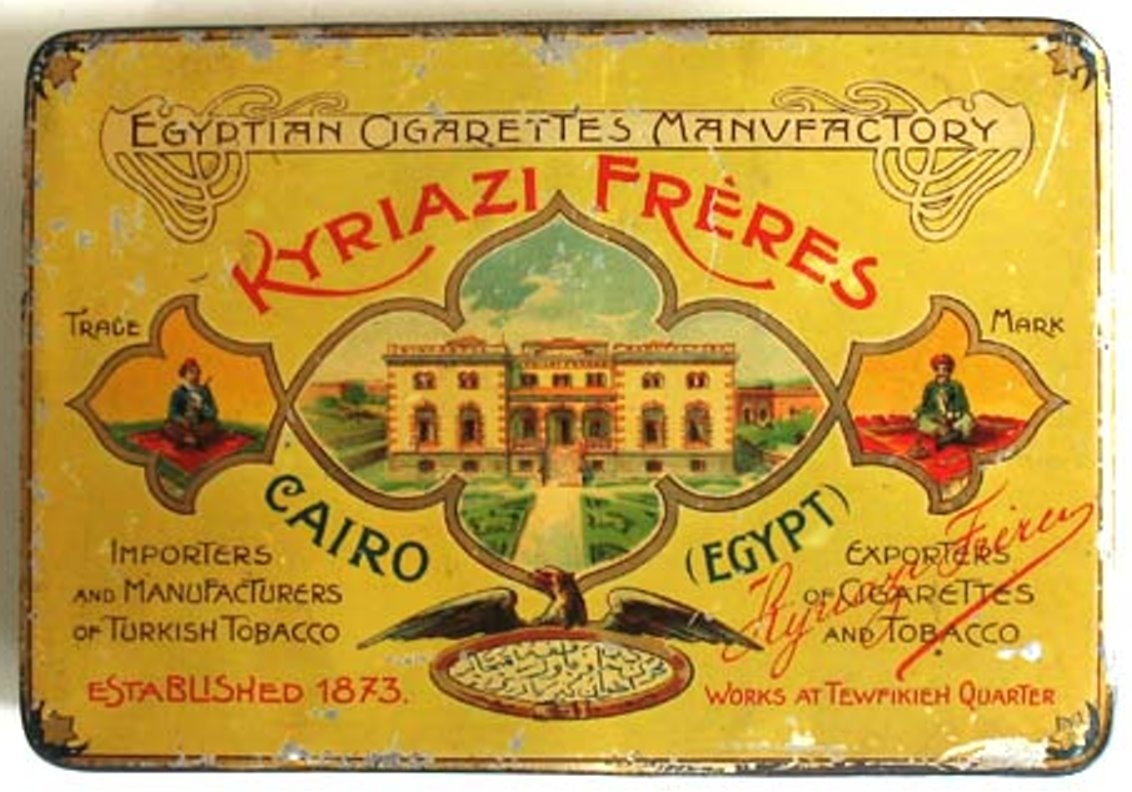 EGYPTIAN CIGARETTES MANUFACTORY
KYRIAZI FRÈRES
TRADE MARK
CAIRO (EGYPT)
IMPORTERS
AND MANUFACTURERS
OF TURKISH TOBACCO
EXPORTERS
OF CIGARETTES
AND TOBACCO
Kyriazi Frères
ESTABLISHED 1873.
WORKS AT TEWFIKIEH QUARTER